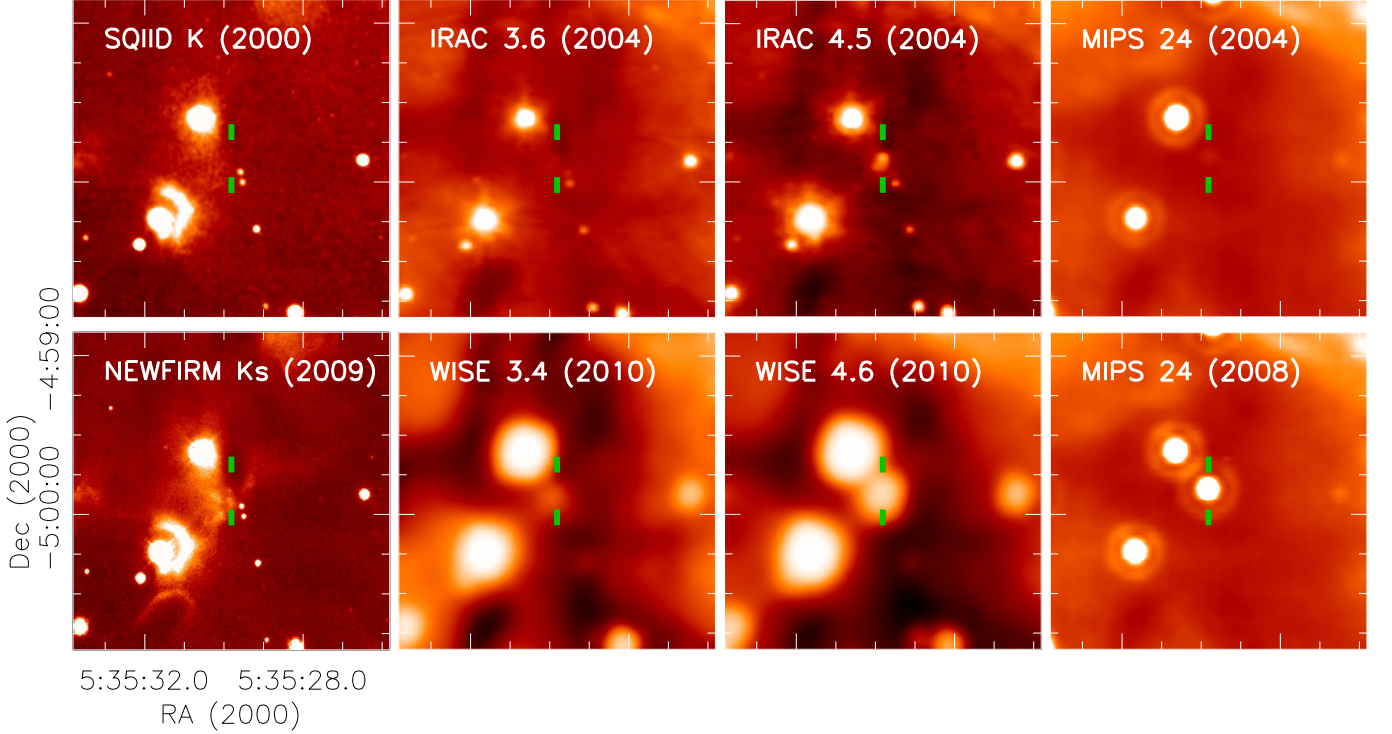 SQIID K (2000)
IRAC 3.6 (2004)
IRAC 4.5 (2004)
MIPS 24 (2004)
NEWFIRM Ks (2009)
WISE 3.4 (2010)
WISE 4.6 (2010)
MIPS 24 (2008)
Dec (2000)
−4:59:00
−5:00:00
5:35:32.0
5:35:28.0
RA (2000)